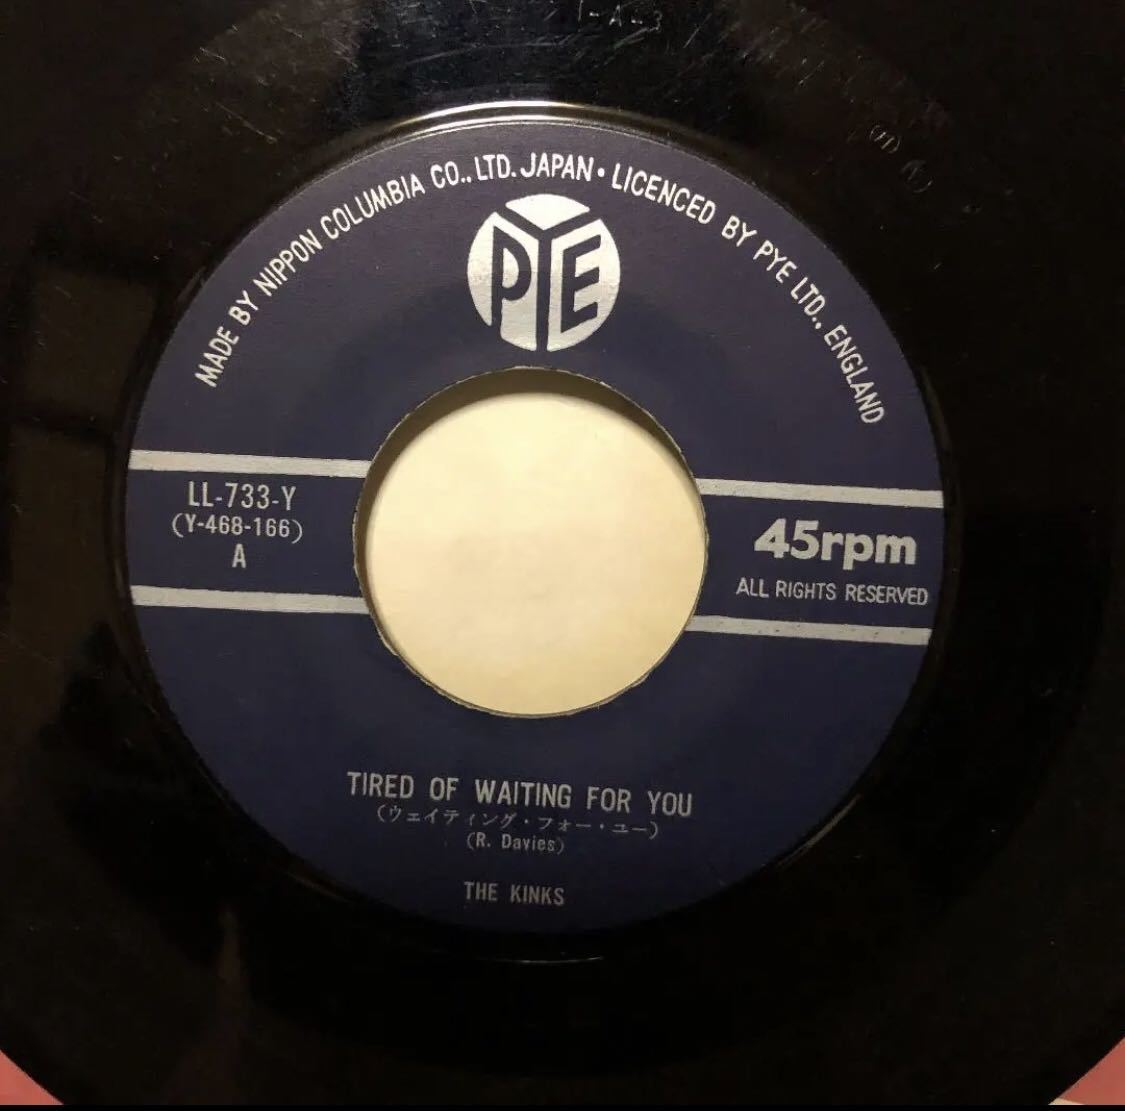 1-A-3
MADE BY NIPPON COLUMBIA CO., LTD. JAPAN • LICENCED BY PYE LTD., ENGLAND
PYE
LL-733-Y
(Y-468-166)
A
45rpm
ALL RIGHTS RESERVED
TIRED OF WAITING FOR YOU
(ウェイティング・フォー・ユー)
(R. Davies)
THE KINKS